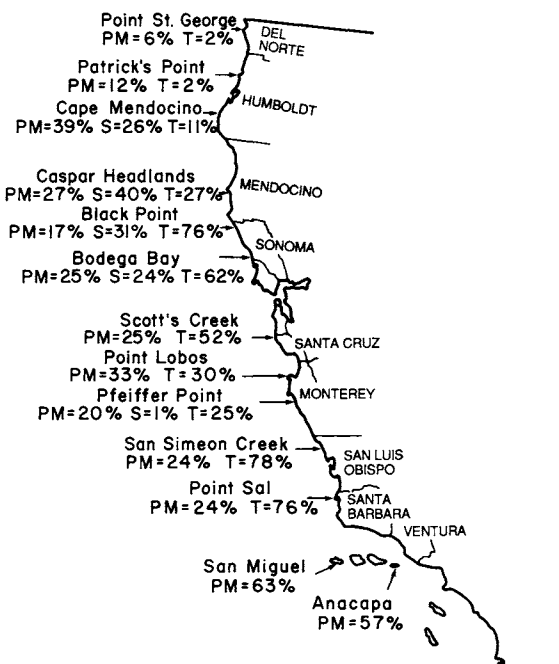 Point St. George
PM=6% T=2%
DEL
NORTE
Patrick's Point
PM=12% T=2%
Cape Mendocino
HUMBOLDT
PM=39% S=26% T=11%
Caspar Headlands
MENDOCINO
PM=27% S=40% T=27%
Black Point
PM=17% S=31% T=76%
SONOMA
Bodega Bay
PM=25% S=24% T=62%
Scott's Creek
PM=25% T=52%
SANTA CRUZ
Point Lobos
PM=33% T=30%
Pfeiffer Point
MONTEREY
PM=20% S=1% T=25%
San Simeon Creek
PM=24% T=78%
SAN LUIS
OBISPO
Point Sal
PM=24% T=76%
SANTA
BARBARA
VENTURA
San Miguel
PM=63%
Anacapa
PM=57%